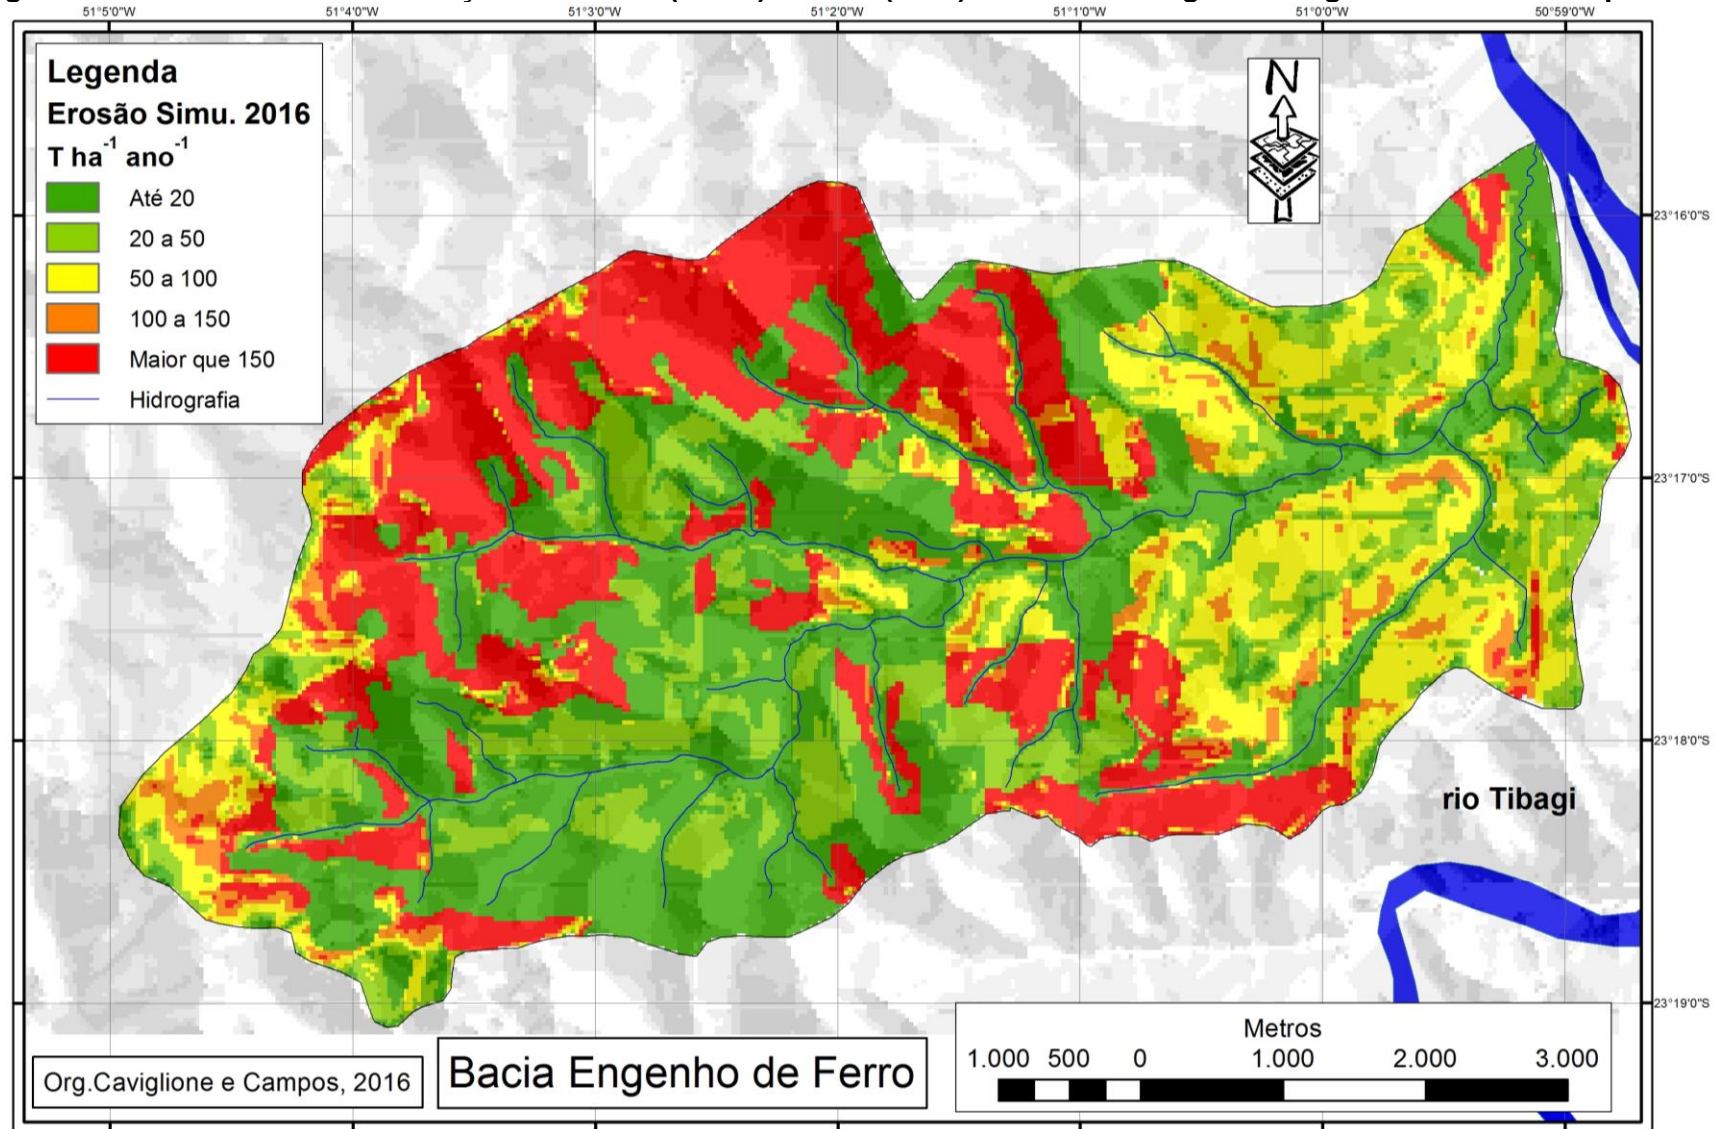 51°5'0"W 51°4'0"W 51°3'0"W 51°2'0"W 51°1'0"W 51°0'0"W 50°59'0"W
Legenda
Erosão Simu. 2016
T ha⁻¹ ano⁻¹
Até 20
20 a 50
50 a 100
100 a 150
Maior que 150
Hidrografia
N
23°16'0"S
23°17'0"S
23°18'0"S
rio Tibagi
23°19'0"S
Metros
1.000 500 0 1.000 2.000 3.000
Org.Caviglione e Campos, 2016
Bacia Engenho de Ferro